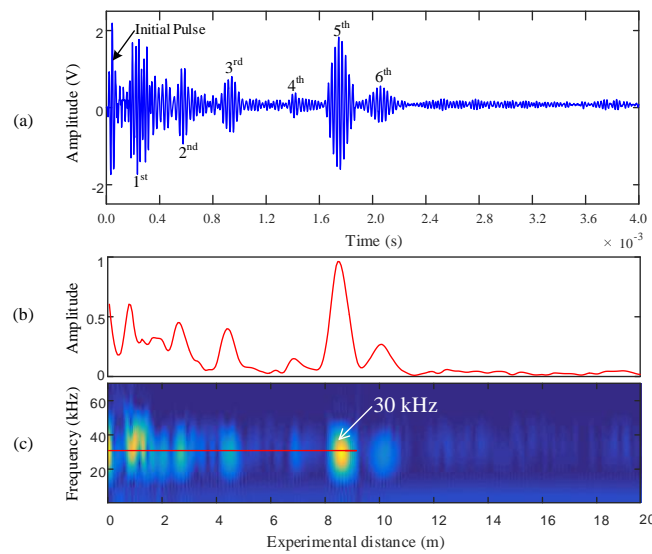 Initial Pulse
5th
3rd
4th
6th
2nd
1st
2
0
-2
Amplitude (V)
(a)
0.0 0.4 0.8 1.2 1.6 2.0 2.4 2.8 3.2 3.6 4.0
Time (s)
× 10-3
1
0.5
0
Amplitude
(b)
60
40
20
Frequency (kHz)
(c)
30 kHz
0 2 4 6 8 10 12 14 16 18 20
Experimental distance (m)